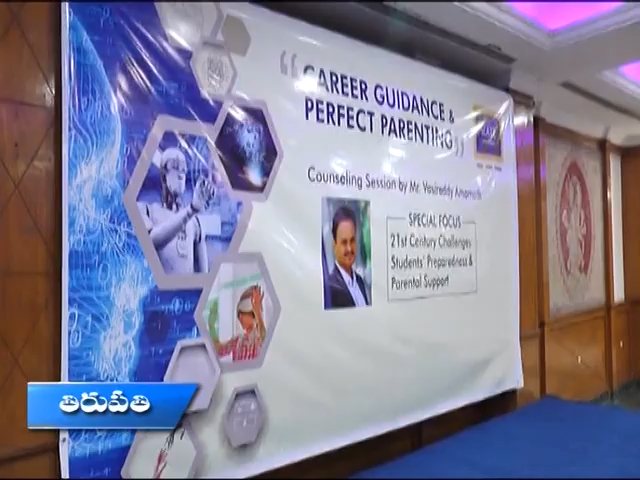 "CAREER GUIDANCE &
PERFECT PARENTING"
Counseling Session by Mr. Vasireddy Amarnath
SPECIAL FOCUS
21st Century Challenges
Students' Preparedness &
Parental Support
తిరుపతి